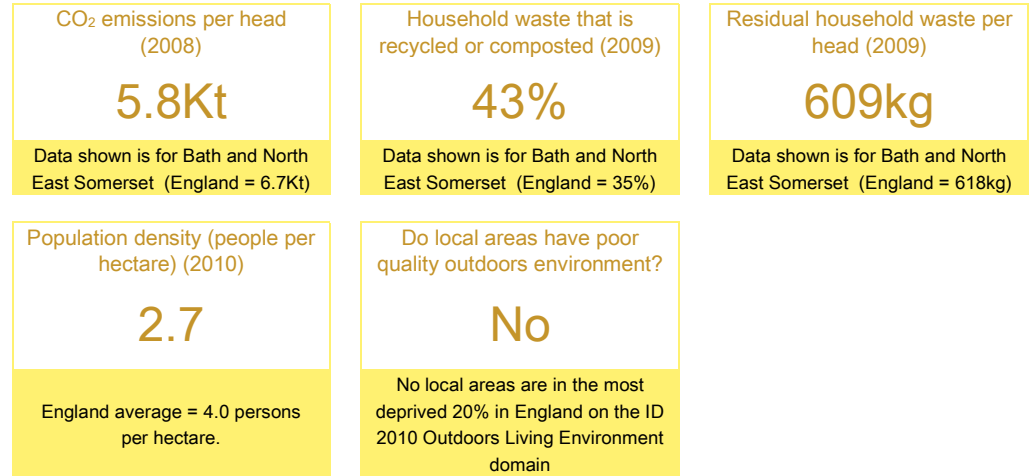 CO₂ emissions per head
(2008)
5.8Kt
Data shown is for Bath and North
East Somerset (England = 6.7Kt)
Household waste that is
recycled or composted (2009)
43%
Data shown is for Bath and North
East Somerset (England = 35%)
Residual household waste per
head (2009)
609kg
Data shown is for Bath and North
East Somerset (England = 618kg)
Population density (people per
hectare) (2010)
2.7
England average = 4.0 persons
per hectare.
Do local areas have poor
quality outdoors environment?
No
No local areas are in the most
deprived 20% in England on the ID
2010 Outdoors Living Environment
domain